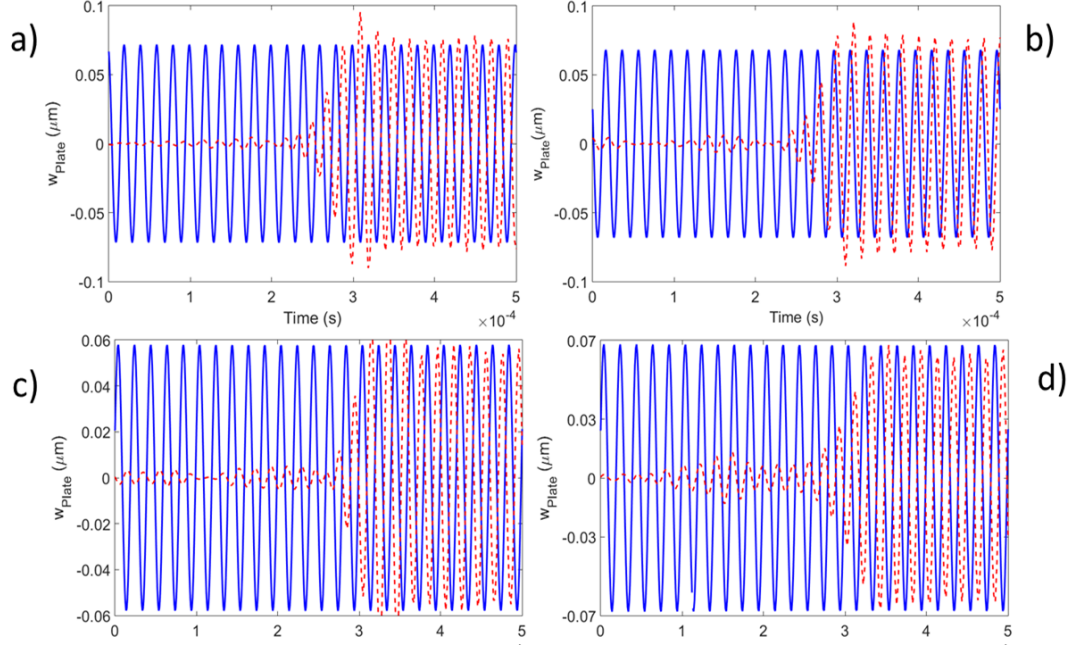 a)
0.1
0.05
0
-0.05
-0.1
w_Plate (μm)
0 1 2 3 4 5
Time (s)
×10^-4
b)
0.1
0.05
0
-0.05
-0.1
w_Plate (μm)
0 1 2 3 4 5
Time (s)
×10^-4
c)
0.06
0.04
0.02
0
-0.02
-0.04
-0.06
w_Plate (μm)
0 1 2 3 4 5
d)
0.07
0.03
0
-0.03
-0.07
w_Plate (μm)
0 1 2 3 4 5